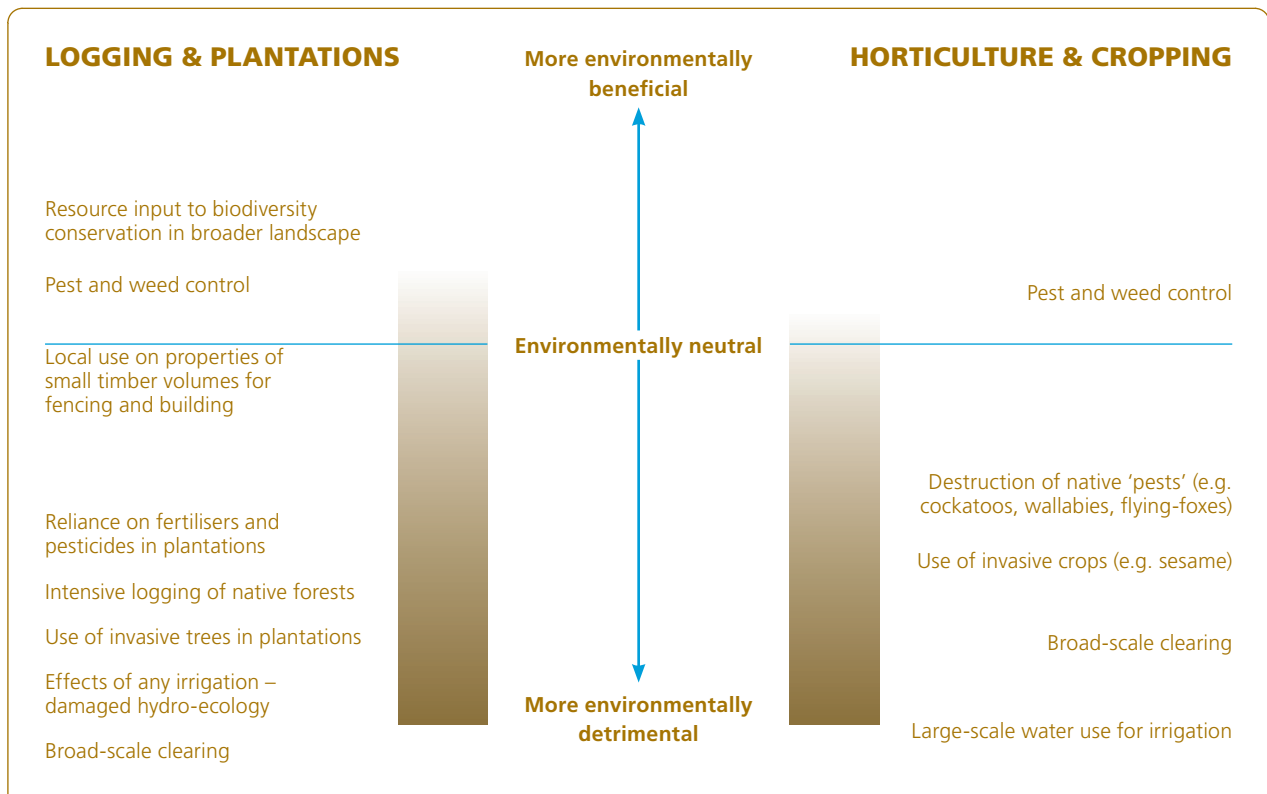 LOGGING & PLANTATIONS
More environmentally
beneficial
HORTICULTURE & CROPPING
Resource input to biodiversity
conservation in broader landscape
Pest and weed control
Pest and weed control
Environmentally neutral
Local use on properties of
small timber volumes for
fencing and building
Destruction of native ‘pests’ (e.g.
cockatoos, wallabies, flying-foxes)
Reliance on fertilisers and
pesticides in plantations
Use of invasive crops (e.g. sesame)
Intensive logging of native forests
Use of invasive trees in plantations
Broad-scale clearing
Effects of any irrigation –
damaged hydro-ecology
More environmentally
detrimental
Large-scale water use for irrigation
Broad-scale clearing